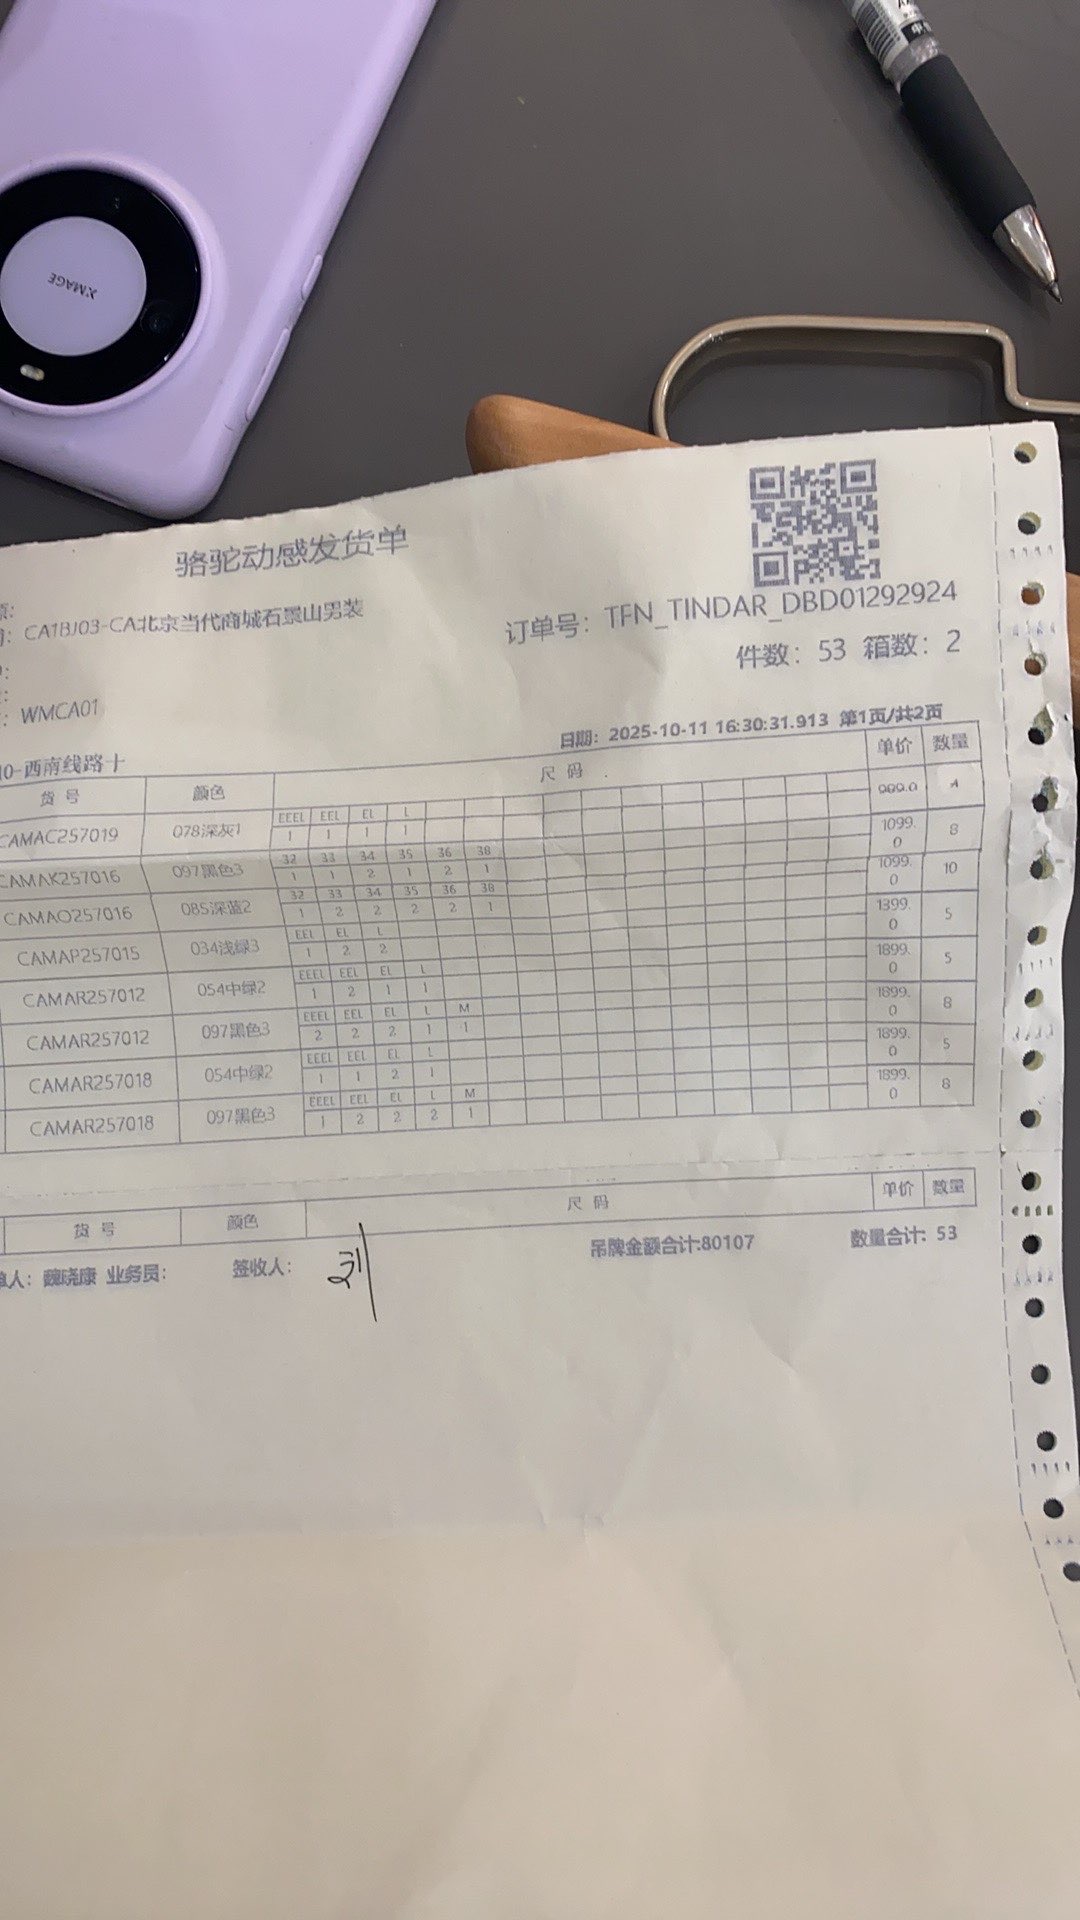 XMAGE
骆驼动感发货单
CA1BJ03-CA北京当代商城石景山男装
订单号: TFN_TINDAR_DBD01292924
件数: 53 箱数: 2
WMCA01
日期: 2025-10-11 16:30:31.913 第1页/共2页
0-西南线路十
货号 颜色 尺码 单价 数量
EEEL EEL EL L
CAMAC257019 078深灰1 1 1 1 1 999.0 4
32 33 34 35 36 38
CAMAK257016 097黑色3 1 1 2 1 2 1 1099.0 8
32 33 34 35 36 38
CAMAO257016 085深蓝2 1 2 2 2 2 1 1099.0 10
EEL EL L
CAMAP257015 034浅绿3 1 2 2 1399.0 5
EEEL EEL EL L
CAMAR257012 054中绿2 1 2 1 1 1899.0 5
EEEL EEL EL L M
CAMAR257012 097黑色3 2 2 2 1 1 1899.0 8
EEEL EEL EL L
CAMAR257018 054中绿2 1 1 2 1 1899.0 5
EEEL EEL EL L M
CAMAR257018 097黑色3 1 2 2 2 1 1899.0 8
货号 颜色 尺码 单价 数量
吊牌金额合计:80107 数量合计: 53
单人: 魏晓康 业务员: 签收人: